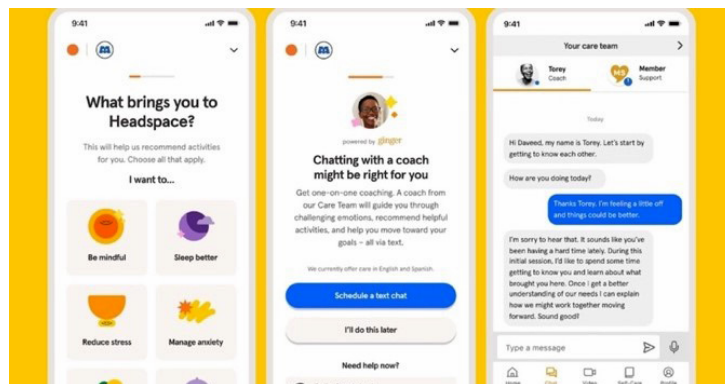 9:41
What brings you to
Headspace?
This will help us recommend activities
for you. Choose all that apply.
I want to...
Be mindful
Sleep better
Reduce stress
Manage anxiety
9:41
powered by ginger
Chatting with a coach
might be right for you
Get one-on-one coaching. A coach from
our Care Team will guide you through
challenging emotions, recommend helpful
activities, and help you move toward your
goals – all via text.
We currently offer care in English and Spanish.
Schedule a text chat
I'll do this later
Need help now?
9:41
Your care team
Torey
Coach
MS
Member
Support
Today
Hi Daveed, my name is Torey. Let's start by
getting to know each other.
How are you doing today?
Thanks Torey. I'm feeling a little off
and things could be better.
I'm sorry to hear that. It sounds like you've
been having a hard time lately. During this
initial session, I'd like to spend some time
getting to know you and learn about what
brought you here. Once I get a better
understanding of our needs I can explain
how we might work together moving
forward. Sound good?
Type a message
Home
Chat
Video
Self-Care
Profile